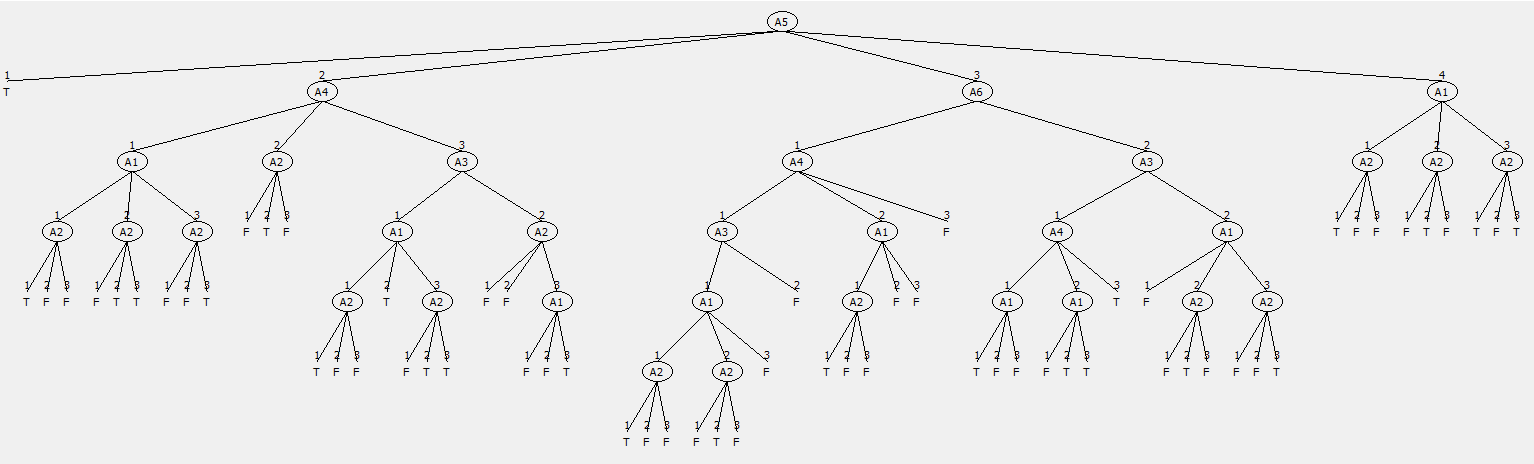 A5
1 2 3 4
T A4 A6 A1
1 2 3 1 2 1 2 3
A1 A2 A3 A4 A3 A2 A2 A2
1 2 3 1 2 3 1 2 1 2 3 1 2 1 2 3 1 2 3 1 2 3
A2 A2 A2 F T F A1 A2 A3 A1 F A4 A1 T F F F T F T F T
1 2 3 1 2 3 1 2 3 1 2 3 1 2 3 1 2 1 2 3 1 2 3 1 2 3
T F F F T T F F T A2 T A2 F F A1 A1 F A2 F F A1 A1 T F A2 A2
1 2 3 1 2 3 1 2 3 1 2 3 1 2 3 1 2 3 1 2 3 1 2 3 1 2 3
T F F F T T F F T A2 A2 F T F F T F F F T T F T F F F T
1 2 3 1 2 3
T F F F T F